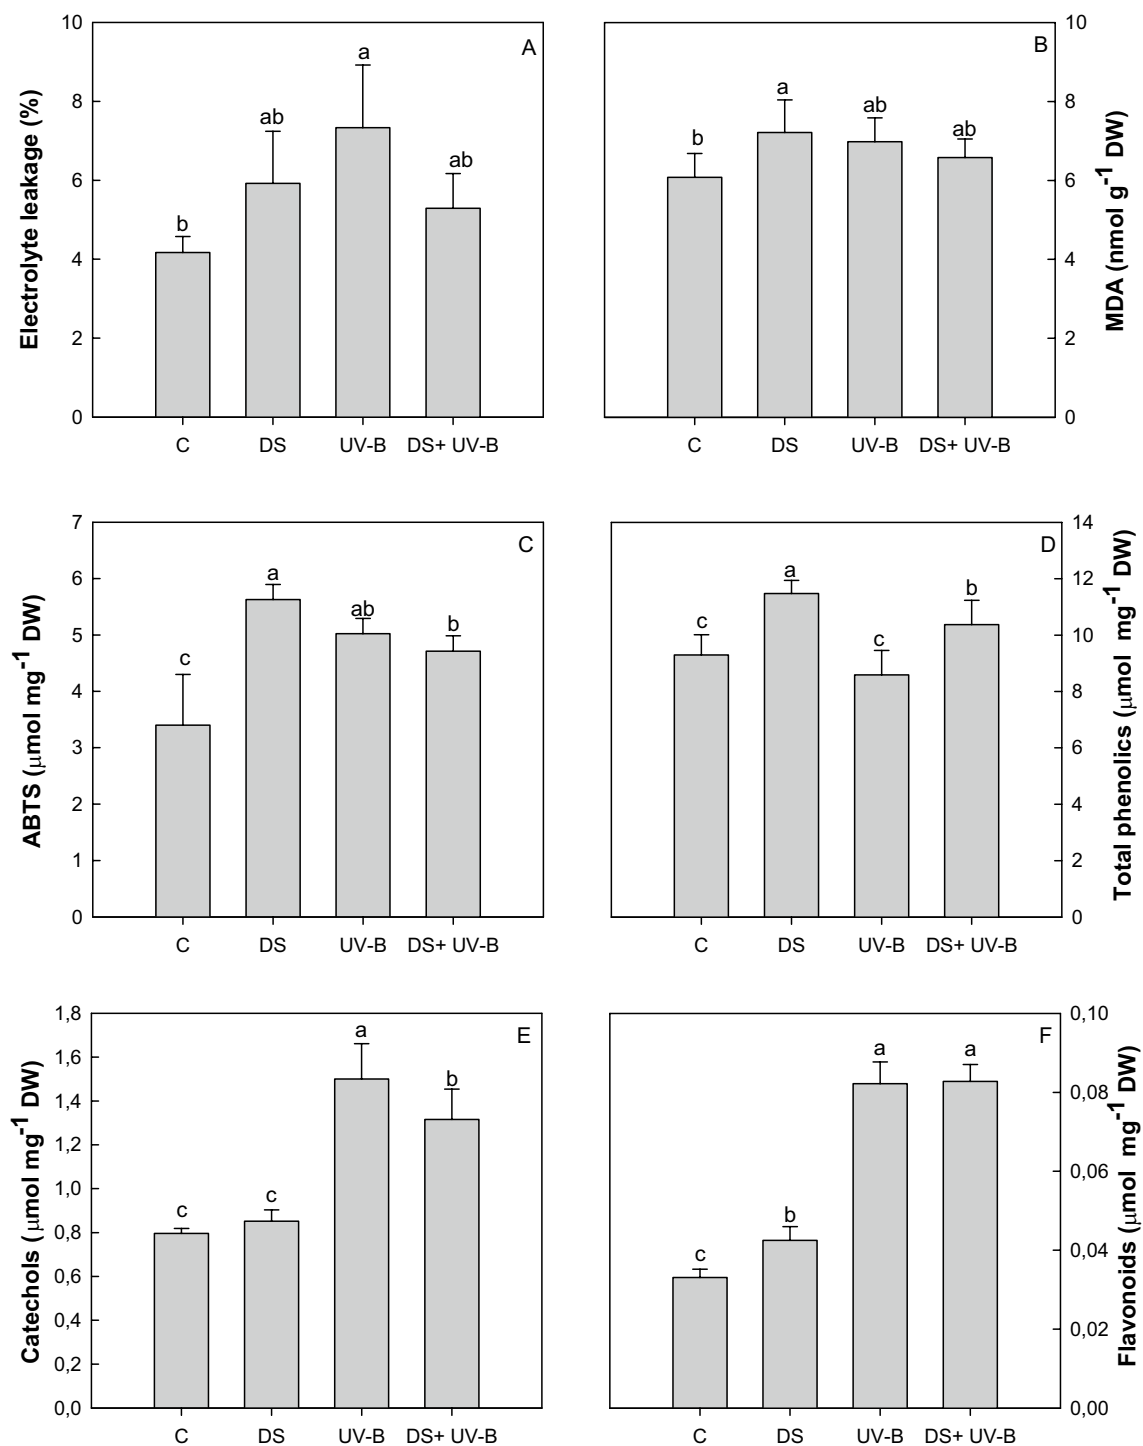 10 A
a
8 ab
ab
6
b
4
2
0
C DS UV-B DS+ UV-B
Electrolyte leakage (%)
B 10
a
ab 8
b ab
6
4
2
0
C DS UV-B DS+ UV-B
MDA (nmol g-1 DW)
7 C
6 a
ab
5 b
c
4
3
2
1
0
C DS UV-B DS+ UV-B
ABTS (μmol mg-1 DW)
D 14
a 12
b
c c 10
8
6
4
2
0
C DS UV-B DS+ UV-B
Total phenolics (μmol mg-1 DW)
1,8 E
a
1,6
b
1,4
1,2
1,0
c c
0,8
0,6
0,4
0,2
0,0
C DS UV-B DS+ UV-B
Catechols (μmol mg-1 DW)
F 0,10
a a
0,08
0,06
b
c 0,04
0,02
0,00
C DS UV-B DS+ UV-B
Flavonoids (μmol mg-1 DW)